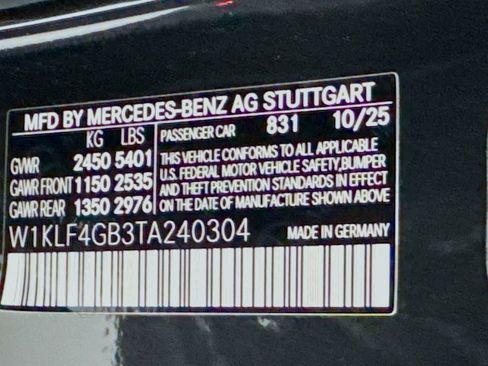 MFD BY MERCEDES-BENZ AG STUTTGART
KG LBS
GVWR 2450 5401
GAWR FRONT 1150 2535
GAWR REAR 1350 2976
PASSENGER CAR 831 10/25
THIS VEHICLE CONFORMS TO ALL APPLICABLE
U.S. FEDERAL MOTOR VEHICLE SAFETY,BUMPER
AND THEFT PREVENTION STANDARDS IN EFFECT
ON THE DATE OF MANUFACTURE SHOWN ABOVE
W1KLF4GB3TA240304
MADE IN GERMANY